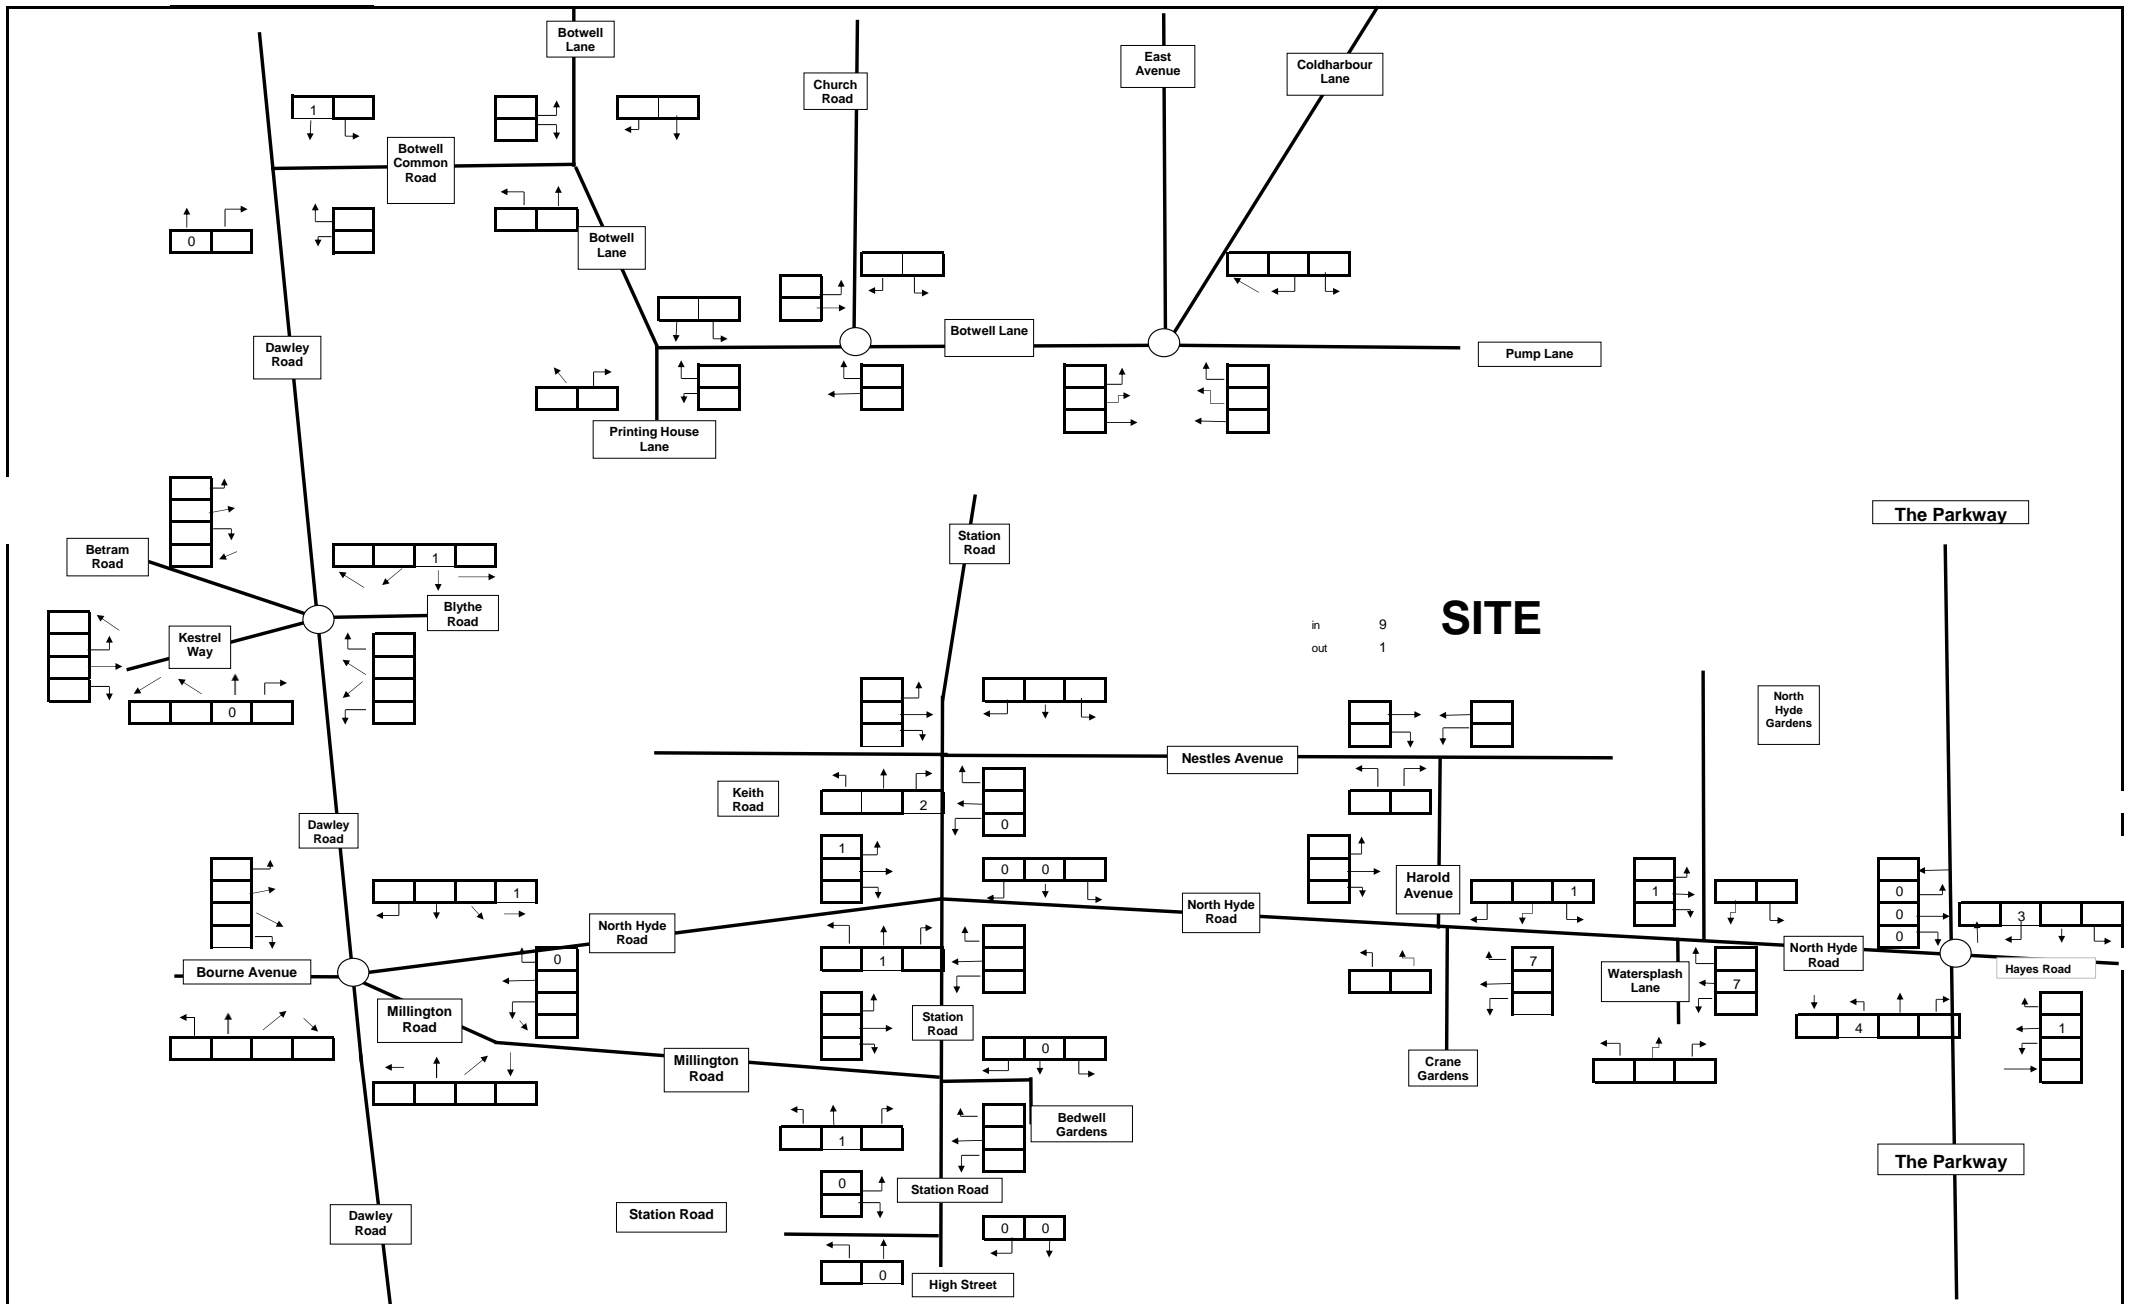 Botwell
Lane
Church
Road
East
Avenue
Coldharbour
Lane
1
Botwell
Common
Road
0
Botwell
Lane
Botwell Lane
Pump Lane
Dawley
Road
Printing House
Lane
The Parkway
Station
Road
Betram
Road
1
Blythe
Road
Kestrel
Way
0
SITE
in 9
out 1
North
Hyde
Gardens
Nestles Avenue
Keith
Road
2
0
Dawley
Road
1
0 0
1
Harold
Avenue
1
1
0
0
0
3
North Hyde
Road
North Hyde
Road
North Hyde
Road
Hayes Road
Bourne Avenue
0
1
7
Watersplash
Lane
7
Millington
Road
Station
Road
4
1
Millington
Road
0
Crane
Gardens
Bedwell
Gardens
1
The Parkway
0
Station Road
Station Road
Dawley
Road
0 0
0
High Street